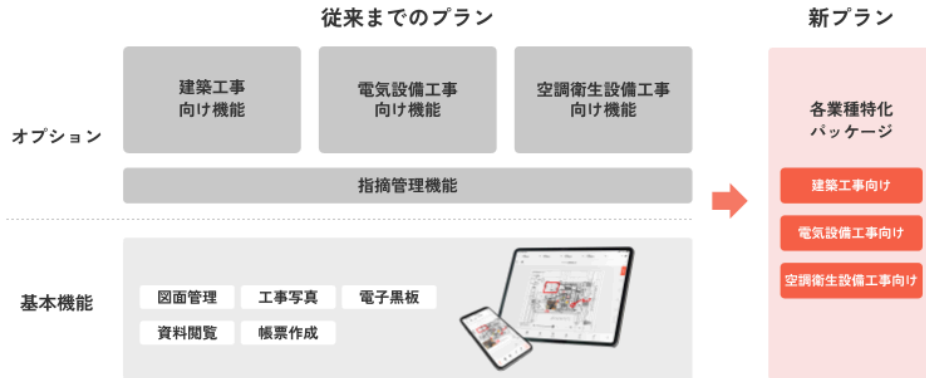 従来までのプラン
新プラン
オプション
建築工事
向け機能
電気設備工事
向け機能
空調衛生設備工事
向け機能
指摘管理機能
基本機能
図面管理
工事写真
電子黒板
資料閲覧
帳票作成
各業種特化
パッケージ
建築工事向け
電気設備工事向け
空調衛生設備工事向け